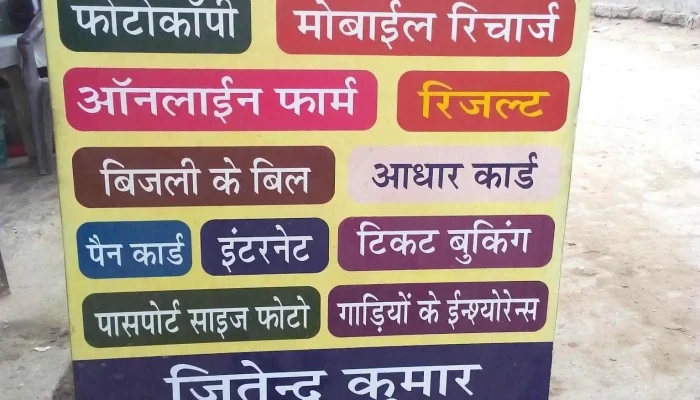 फोटोकॉपी मोबाईल रिचार्ज
ऑनलाईन फार्म रिजल्ट
बिजली के बिल आधार कार्ड
पैन कार्ड इंटरनेट टिकट बुकिंग
पासपोर्ट साइज फोटो गाड़ियों के ईन्श्योरेन्स
जितेन्द्र कुमार